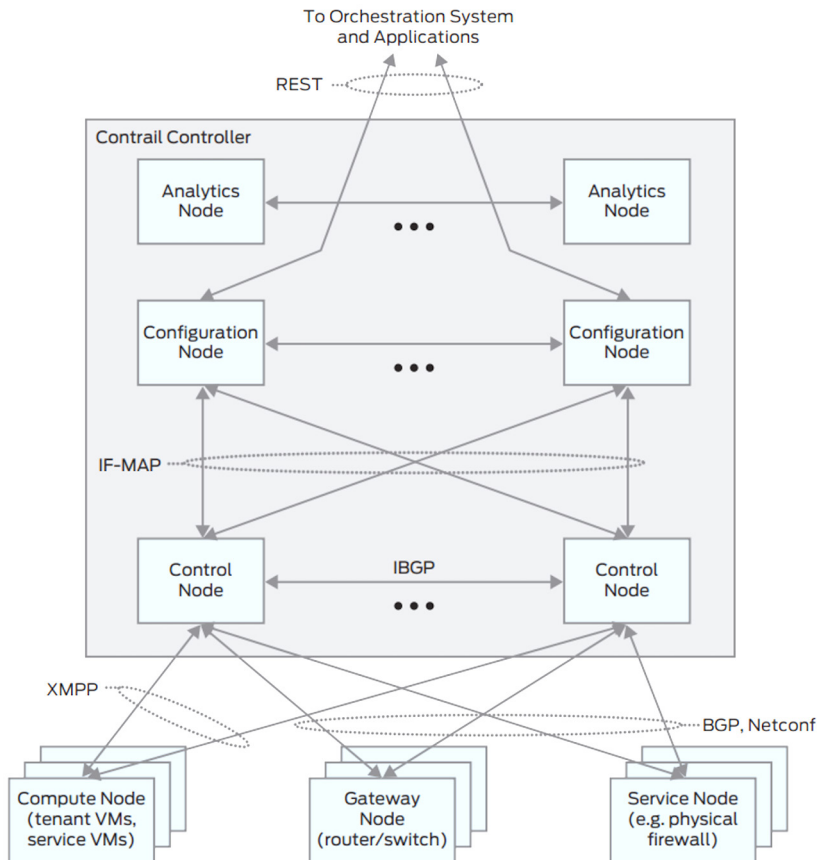 To Orchestration System
and Applications
REST
Contrail Controller
Analytics
Node
Analytics
Node
Configuration
Node
Configuration
Node
IF-MAP
Control
Node
IBGP
Control
Node
XMPP
BGP, Netconf
Compute Node
(tenant VMs,
service VMs)
Gateway
Node
(router/switch)
Service Node
(e.g. physical
firewall)